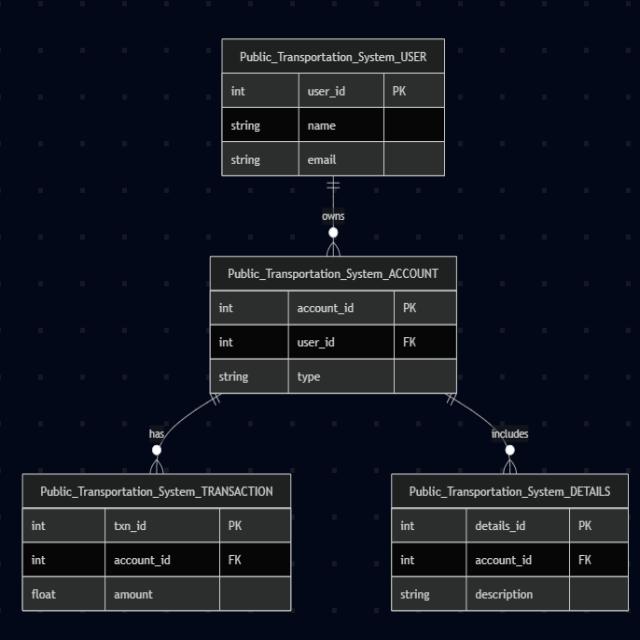 Public_Transportation_System_USER
int user_id PK
string name
string email
owns
Public_Transportation_System_ACCOUNT
int account_id PK
int user_id FK
string type
has includes
Public_Transportation_System_TRANSACTION
int txn_id PK
int account_id FK
float amount
Public_Transportation_System_DETAILS
int details_id PK
int account_id FK
string description